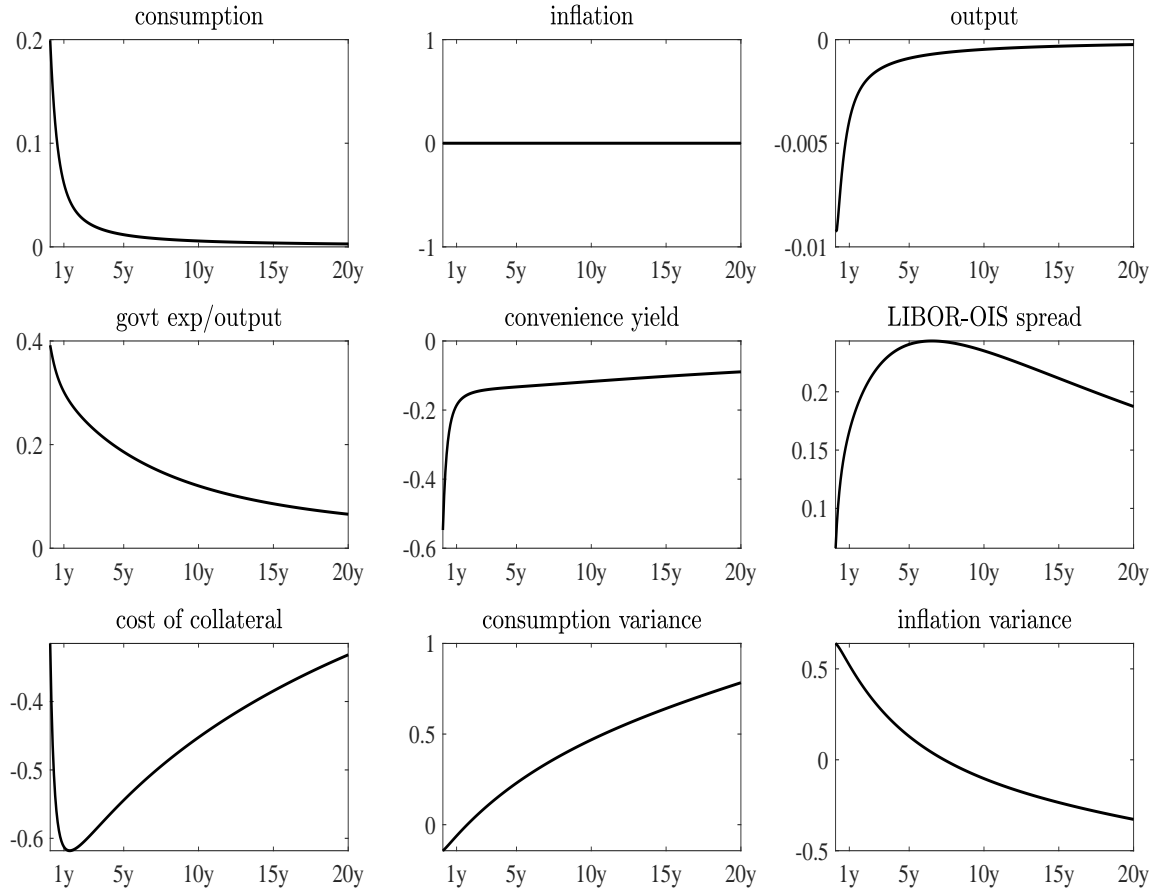 consumption
inflation
output
0.2
0.1
0
1y 5y 10y 15y 20y
1
0
-1
1y 5y 10y 15y 20y
0
-0.005
-0.01
1y 5y 10y 15y 20y
govt exp/output
convenience yield
LIBOR-OIS spread
0.4
0.2
0
1y 5y 10y 15y 20y
0
-0.2
-0.4
-0.6
1y 5y 10y 15y 20y
0.2
0.15
0.1
1y 5y 10y 15y 20y
cost of collateral
consumption variance
inflation variance
-0.4
-0.5
-0.6
1y 5y 10y 15y 20y
1
0.5
0
1y 5y 10y 15y 20y
0.5
0
-0.5
1y 5y 10y 15y 20y